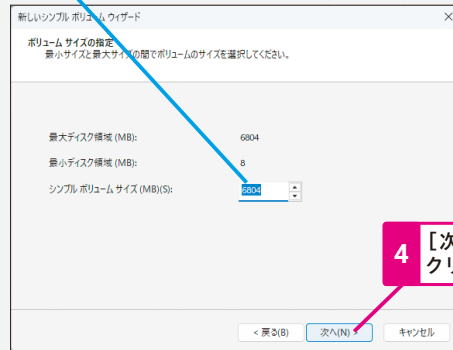 新しいシンプル ボリューム ウィザード
ボリューム サイズの指定
最小サイズと最大サイズの間でボリュームのサイズを選択してください。
最大ディスク領域 (MB): 6804
最小ディスク領域 (MB): 8
シンプル ボリューム サイズ (MB)(S): 6804
4 [次
クリ
< 戻る(B) 次へ(N) > キャンセル